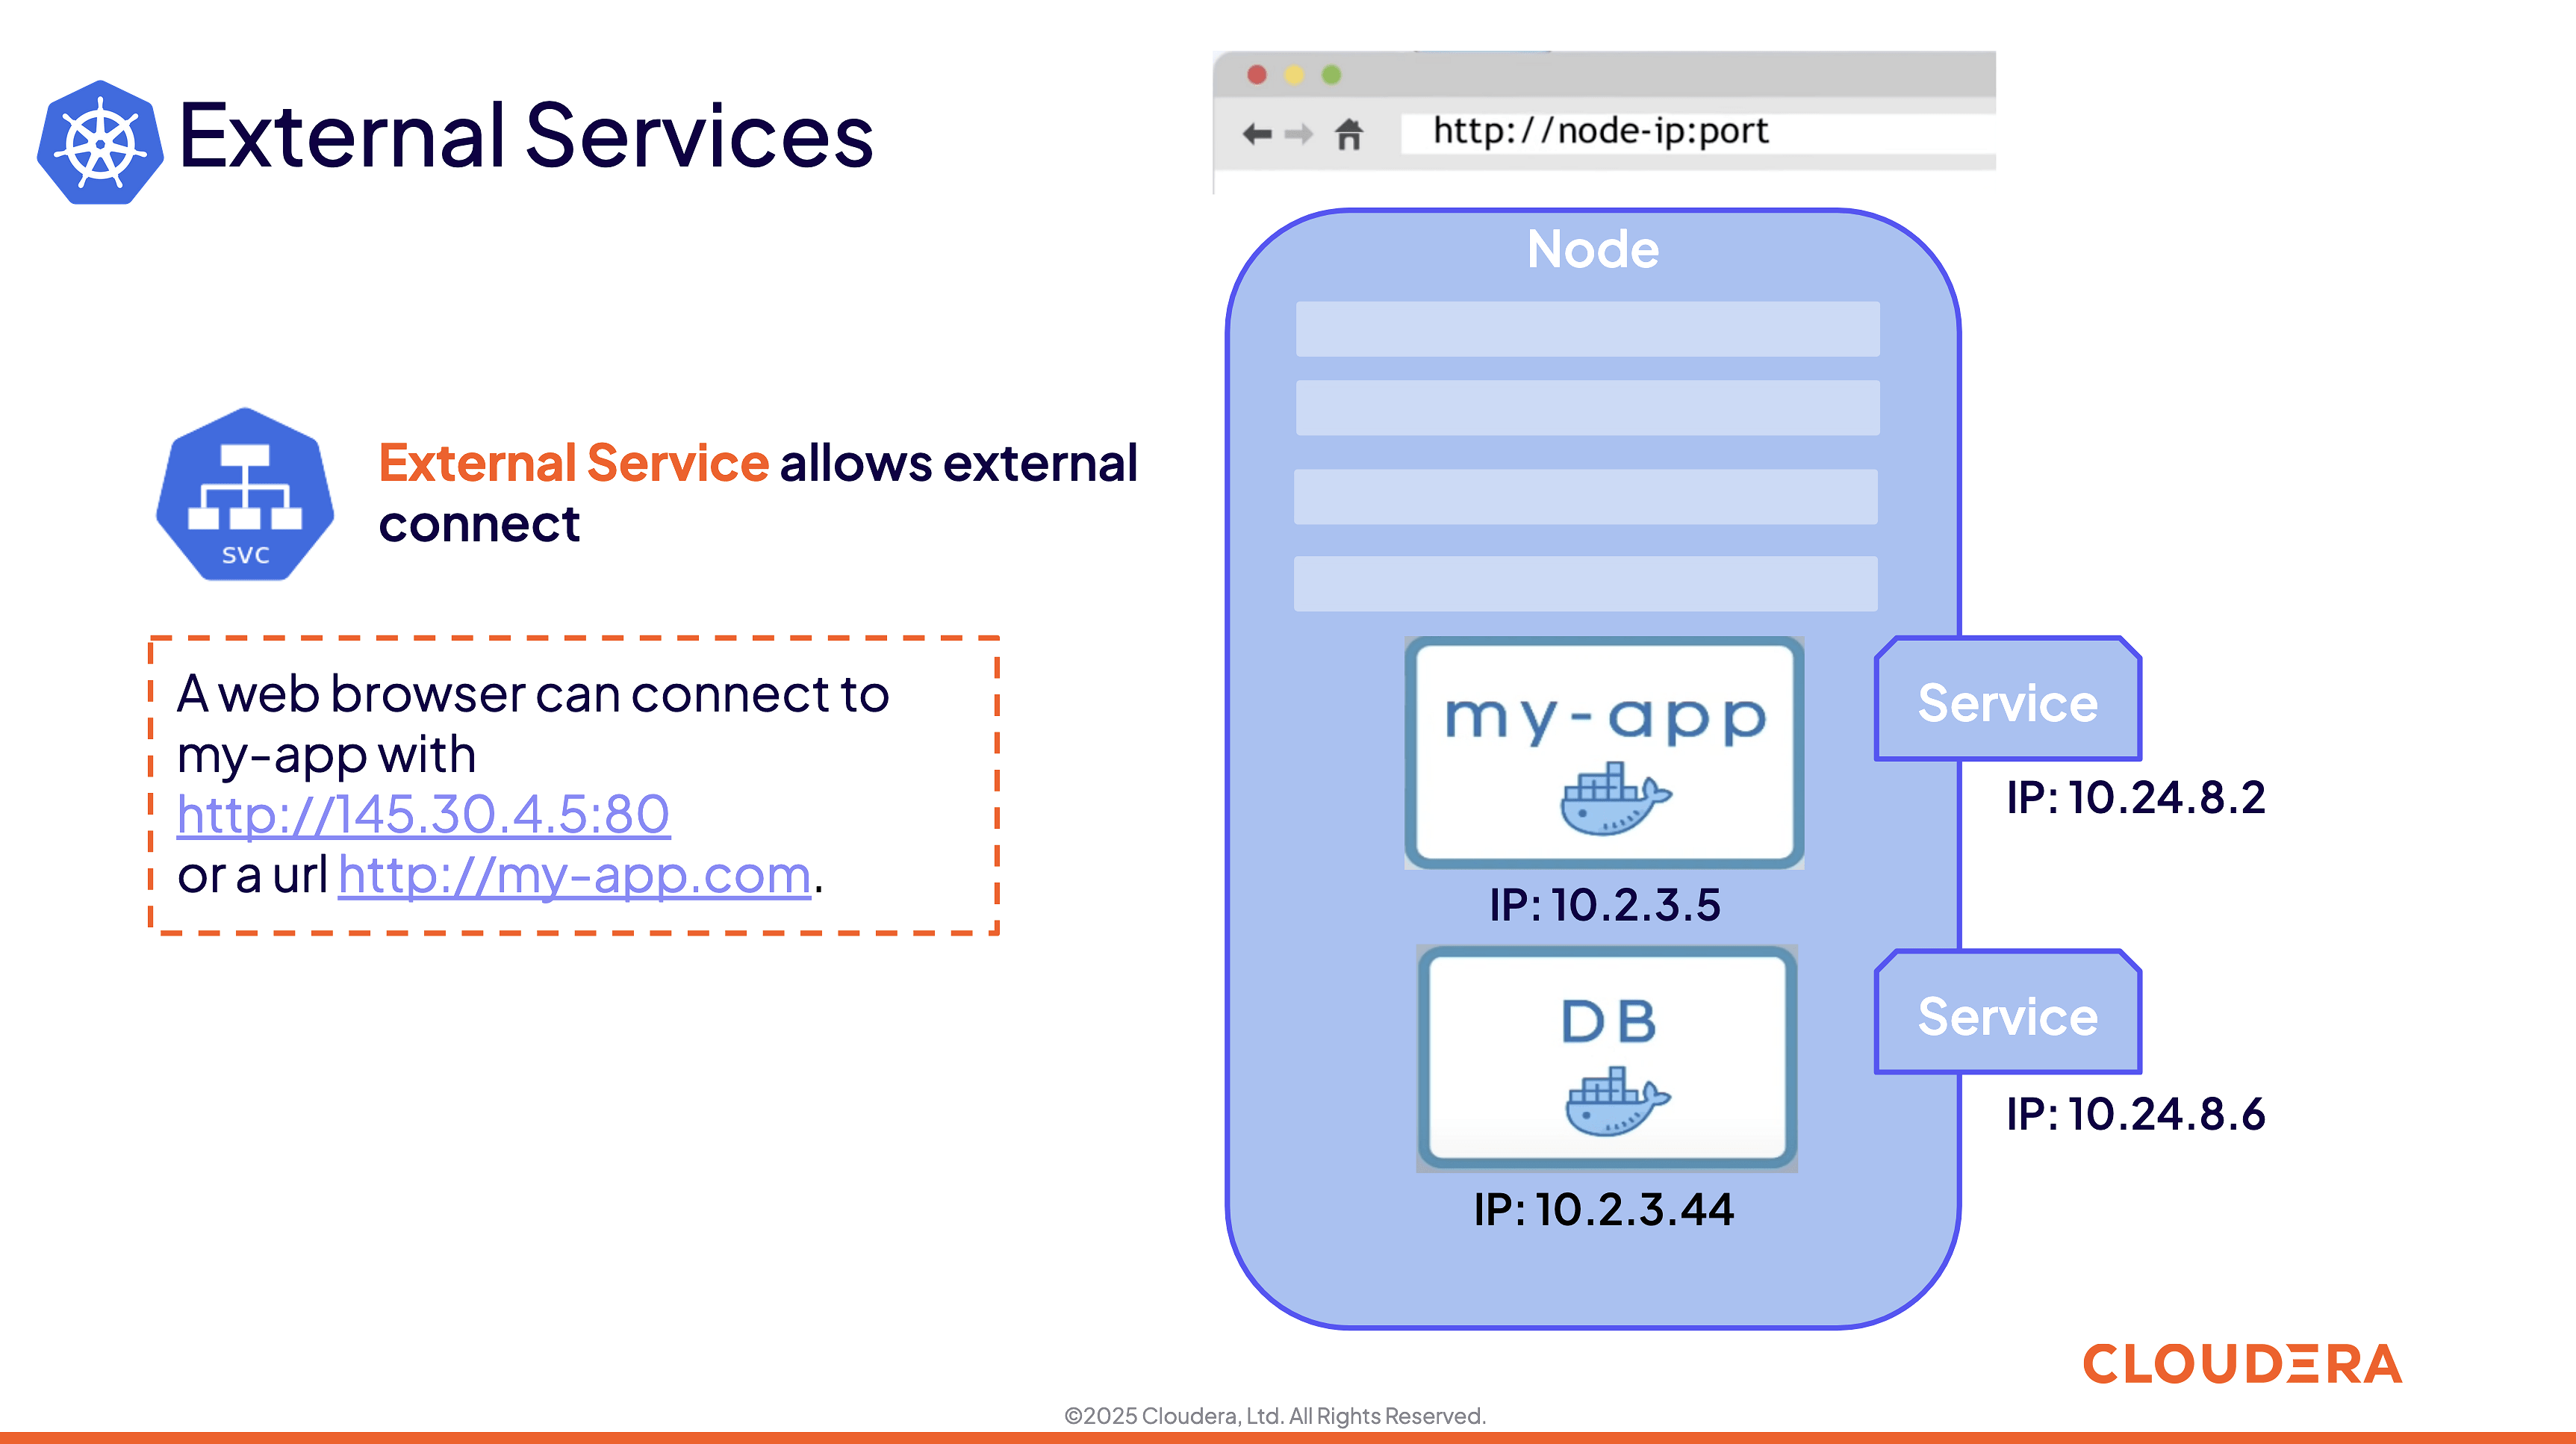 External Services
http://node-ip:port
Node
External Service allows external
connect
svc
A web browser can connect to
my-app with
http://145.30.4.5:80
or a url http://my-app.com.
my-app
IP: 10.2.3.5
Service
IP: 10.24.8.2
DB
IP: 10.2.3.44
Service
IP: 10.24.8.6
CLOUDERA
©2025 Cloudera, Ltd. All Rights Reserved.